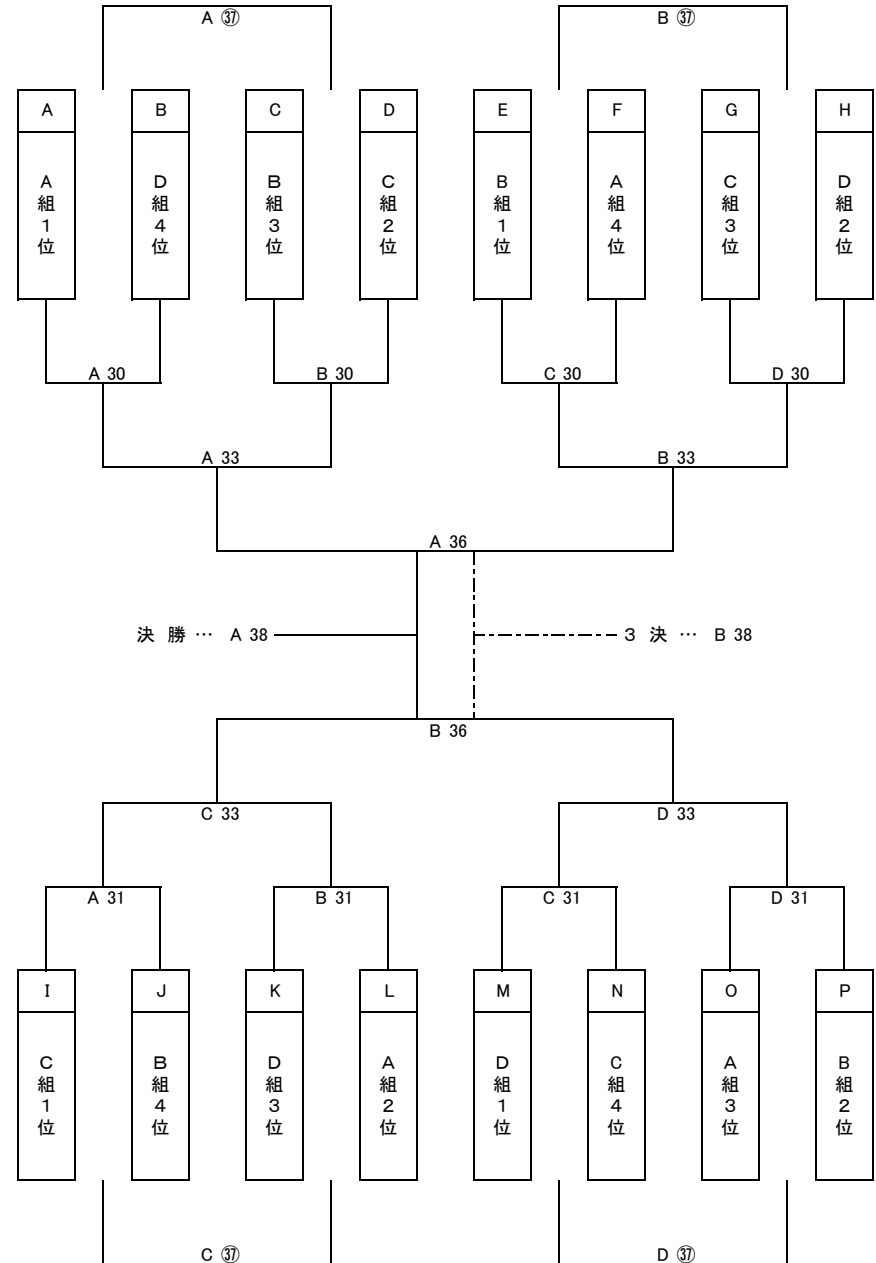 A ㊲
B ㊲
A
B
C
D
E
F
G
H
A組1位
D組4位
B組3位
C組2位
B組1位
A組4位
C組3位
D組2位
A 30
B 30
C 30
D 30
A 33
B 33
A 36
決 勝 … A 38
3 決 … B 38
B 36
C 33
D 33
A 31
B 31
C 31
D 31
I
J
K
L
M
N
O
P
C組1位
B組4位
D組3位
A組2位
D組1位
C組4位
A組3位
B組2位
C ㊲
D ㊲